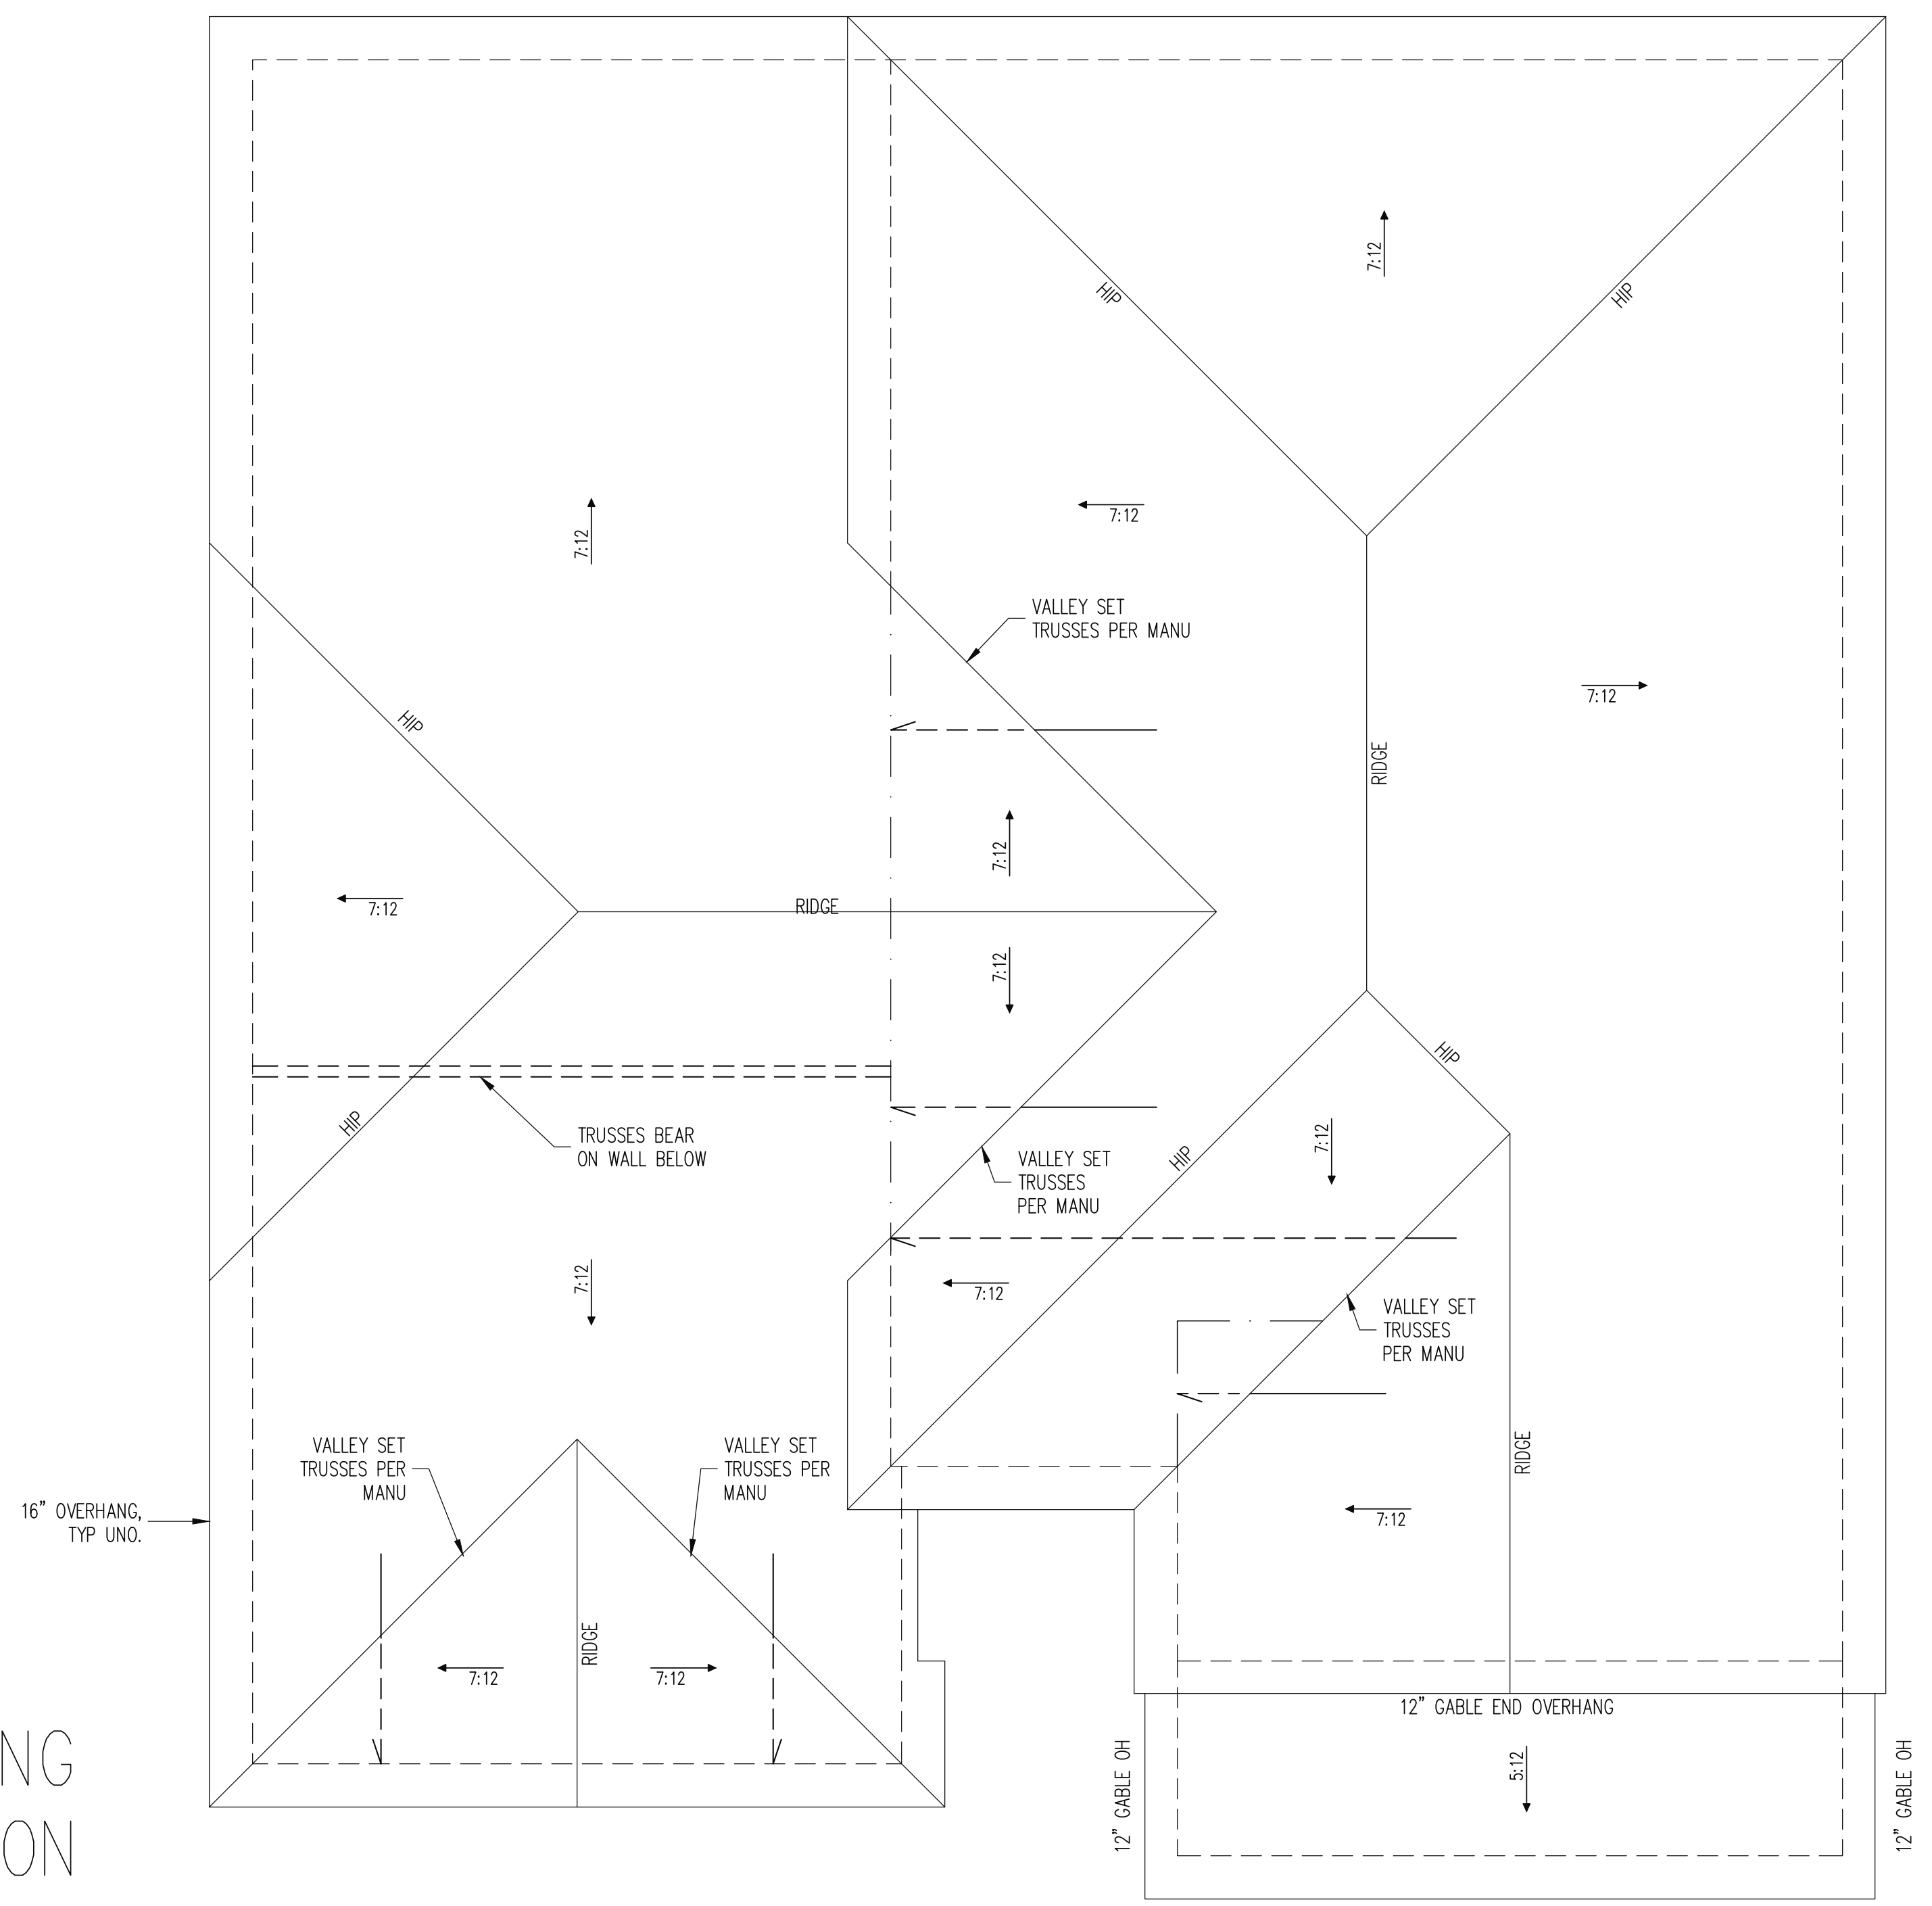 7:12
HIP
HIP
7:12
7:12
VALLEY SET
TRUSSES PER MANU
7:12
HIP
RIDGE
7:12
7:12
RIDGE
7:12
HIP
HIP
TRUSSES BEAR
ON WALL BELOW
7:12
HIP
VALLEY SET
TRUSSES
PER MANU
7:12
7:12
VALLEY SET
TRUSSES
PER MANU
VALLEY SET
TRUSSES PER
MANU
VALLEY SET
TRUSSES PER
MANU
RIDGE
16" OVERHANG,
TYP UNO.
7:12
RIDGE
7:12
7:12
12" GABLE END OVERHANG
12" GABLE OH
5:12
12" GABLE OH
NG
ON